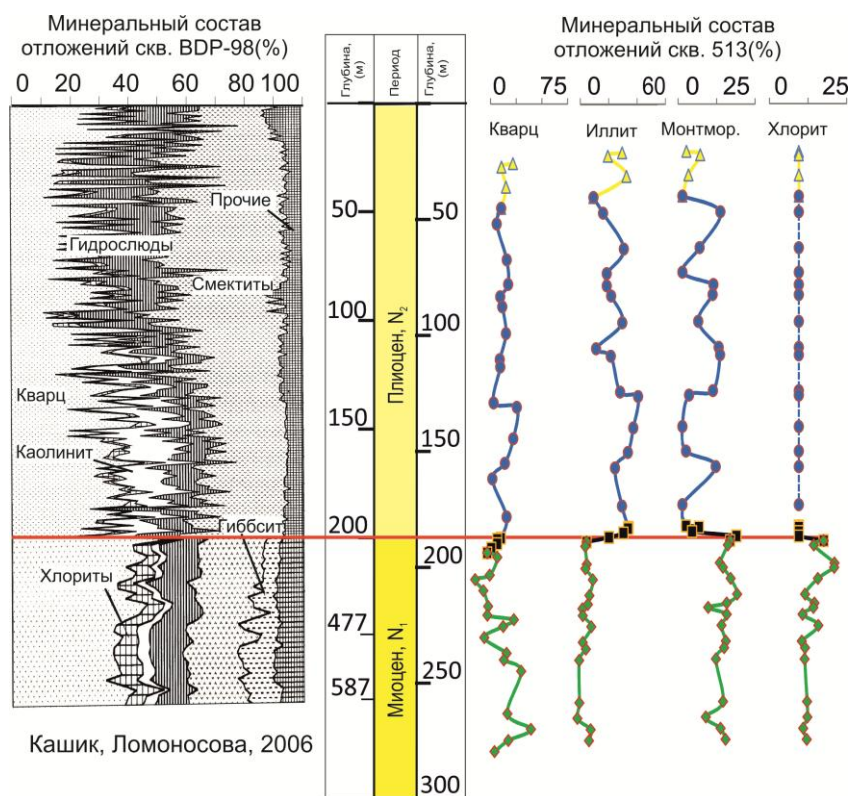 Минеральный состав
отложений скв. BDP-98(%)
0 20 40 60 80 100
Глубина, (м)
Период
Глубина, (м)
Минеральный состав
отложений скв. 513(%)
0 75
0 60
0 25
0 25
Кварц
Иллит
Монтмор.
Хлорит
Прочие
Гидрослюды
Смектиты
Кварц
Каолинит
Гиббсит
Хлориты
50
100
150
200
477
587
Плиоцен, N₂
Миоцен, N₁
50
100
150
200
250
300
Кашик, Ломоносова, 2006